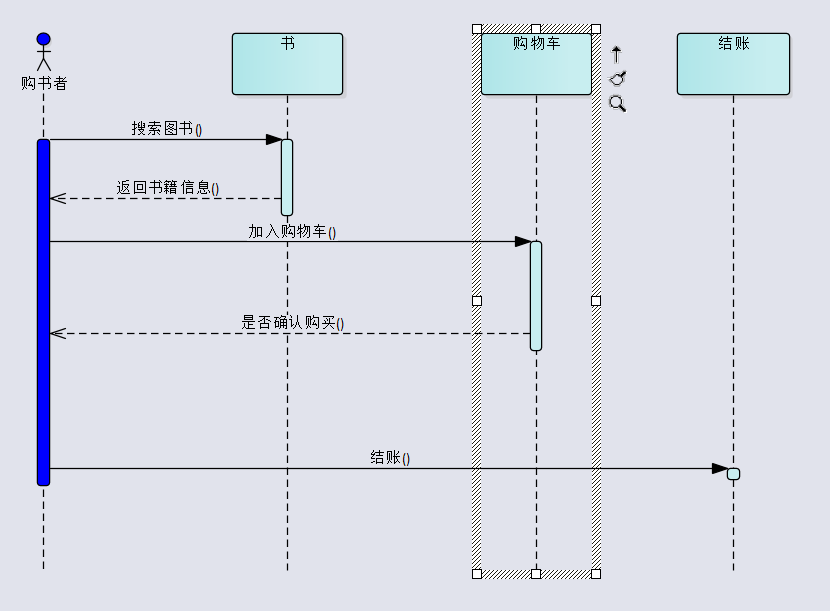 书
购物车
结账
购书者
搜索图书()
返回书籍信息()
加入购物车()
是否确认购买()
结账()